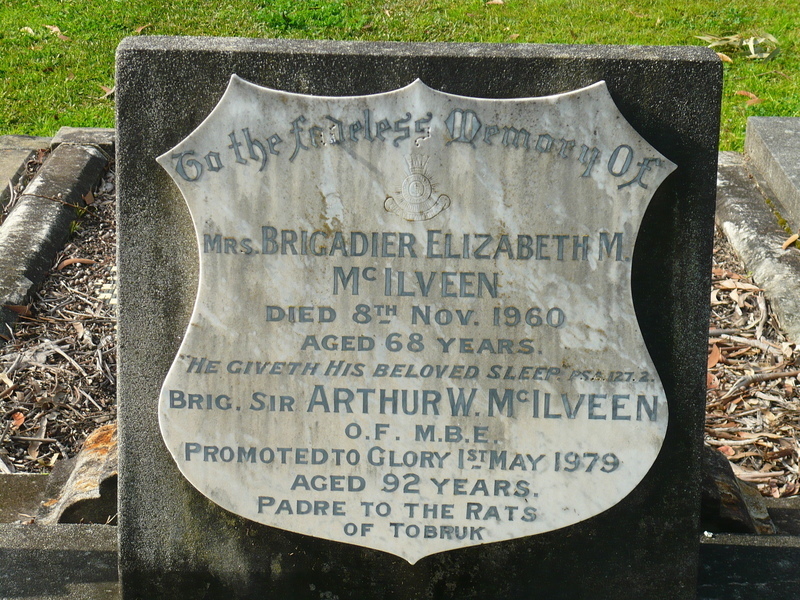 To the fadeless Memory Of
MRS. BRIGADIER ELIZABETH M.
McILVEEN
DIED 8TH NOV. 1960
AGED 68 YEARS.
"HE GIVETH HIS BELOVED SLEEP" PSA. 127.2.
BRIG. SIR ARTHUR W. McILVEEN
O.F. M.B.E.
PROMOTED TO GLORY 1ST MAY 1979
AGED 92 YEARS.
PADRE TO THE RATS
OF TOBRUK